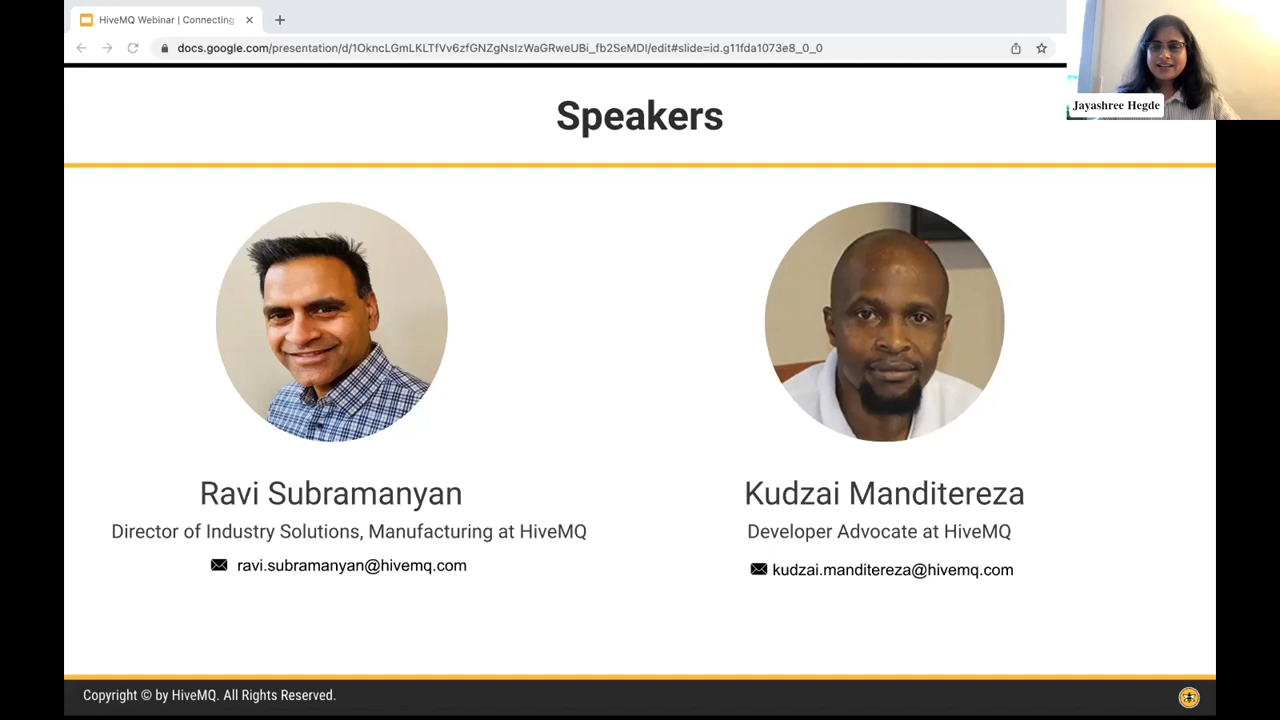 HiveMQ Webinar | Connecting
docs.google.com/presentation/d/1OkncLGmLKLTfVv6zfGNZgNsIzWaGRweUBi_fb2SeMDI/edit#slide=id.g11fda1073e8_0_0
Jayashree Hegde
Speakers
Ravi Subramanyan
Director of Industry Solutions, Manufacturing at HiveMQ
ravi.subramanyan@hivemq.com
Kudzai Manditereza
Developer Advocate at HiveMQ
kudzai.manditereza@hivemq.com
Copyright © by HiveMQ. All Rights Reserved.